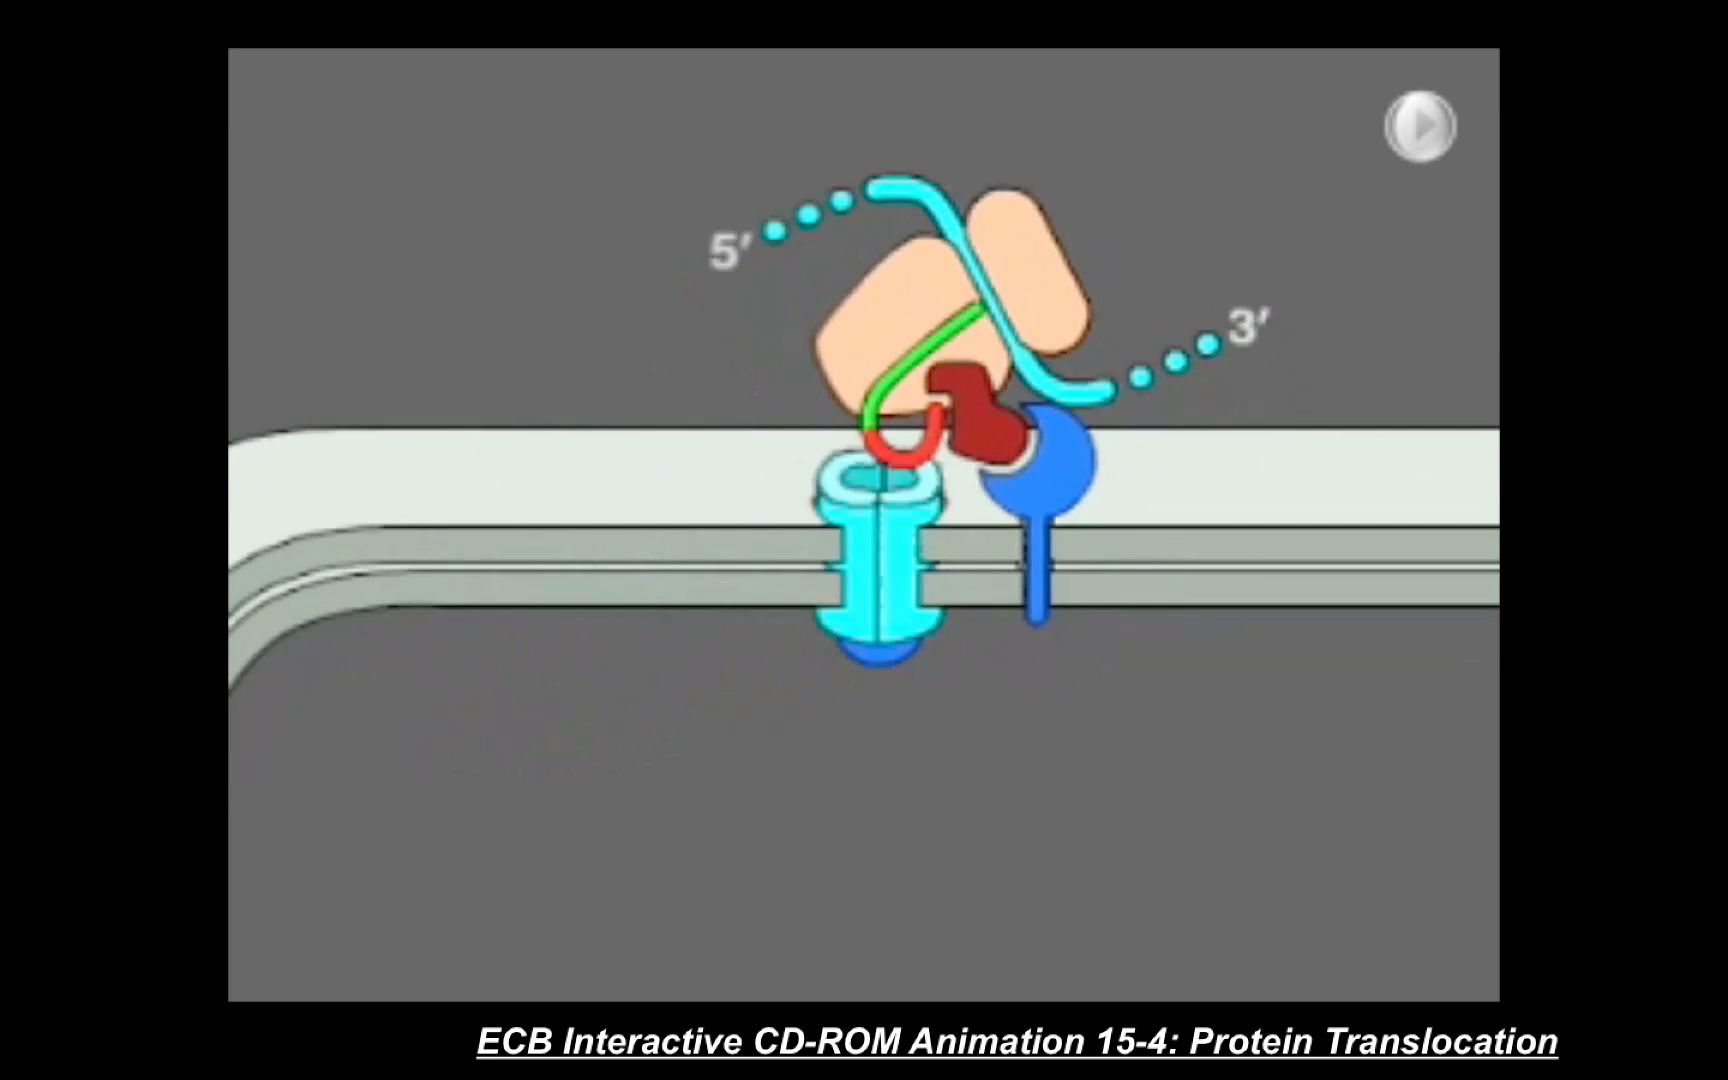 5′
3′
ECB Interactive CD-ROM Animation 15-4: Protein Translocation